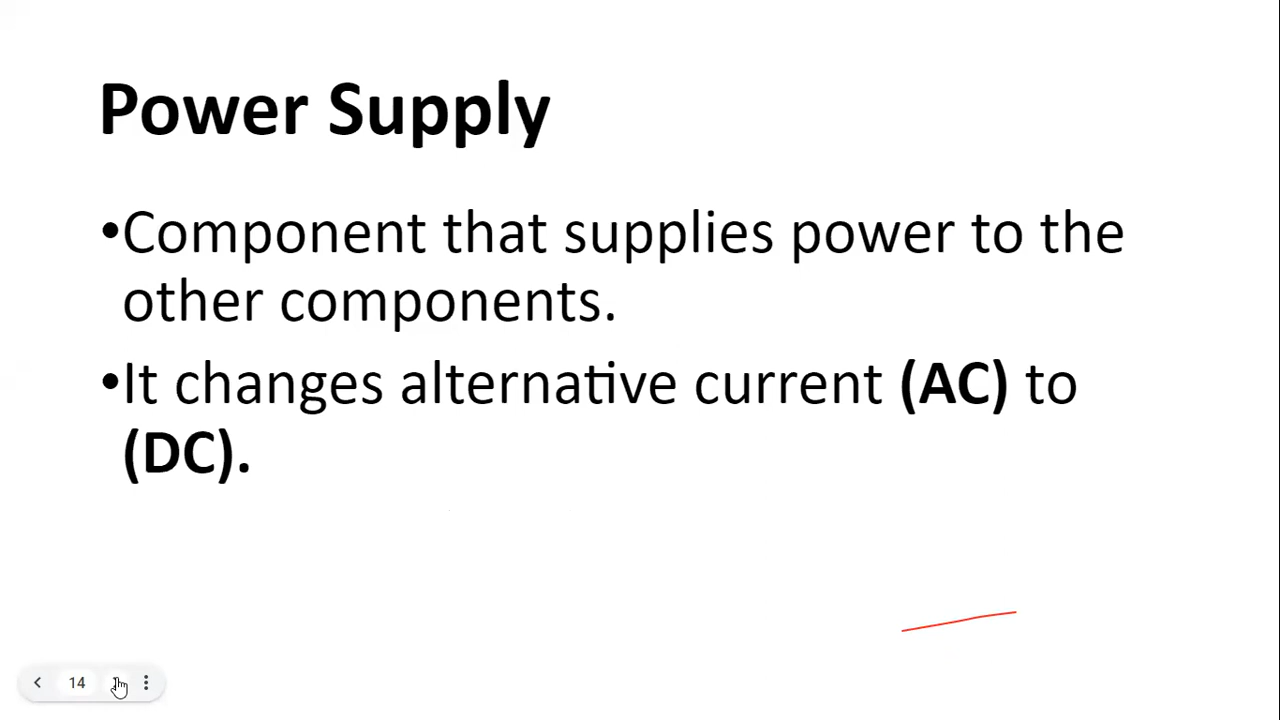 Power Supply
•Component that supplies power to the
other components.
•It changes alternative current (AC) to
(DC).
14